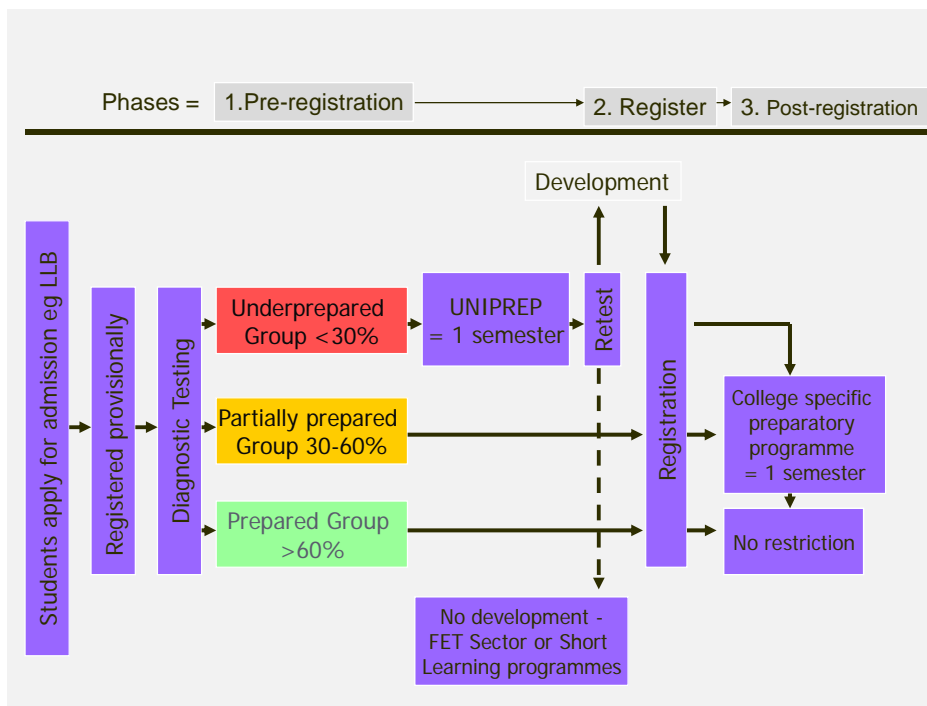 Phases =
1.Pre-registration
2. Register
3. Post-registration
Development
Students apply for admission eg LLB
Registered provisionally
Diagnostic Testing
Underprepared
Group <30%
UNIPREP
= 1 semester
Retest
Partially prepared
Group 30-60%
Registration
College specific
preparatory
programme
= 1 semester
Prepared Group
>60%
No restriction
No development -
FET Sector or Short
Learning programmes